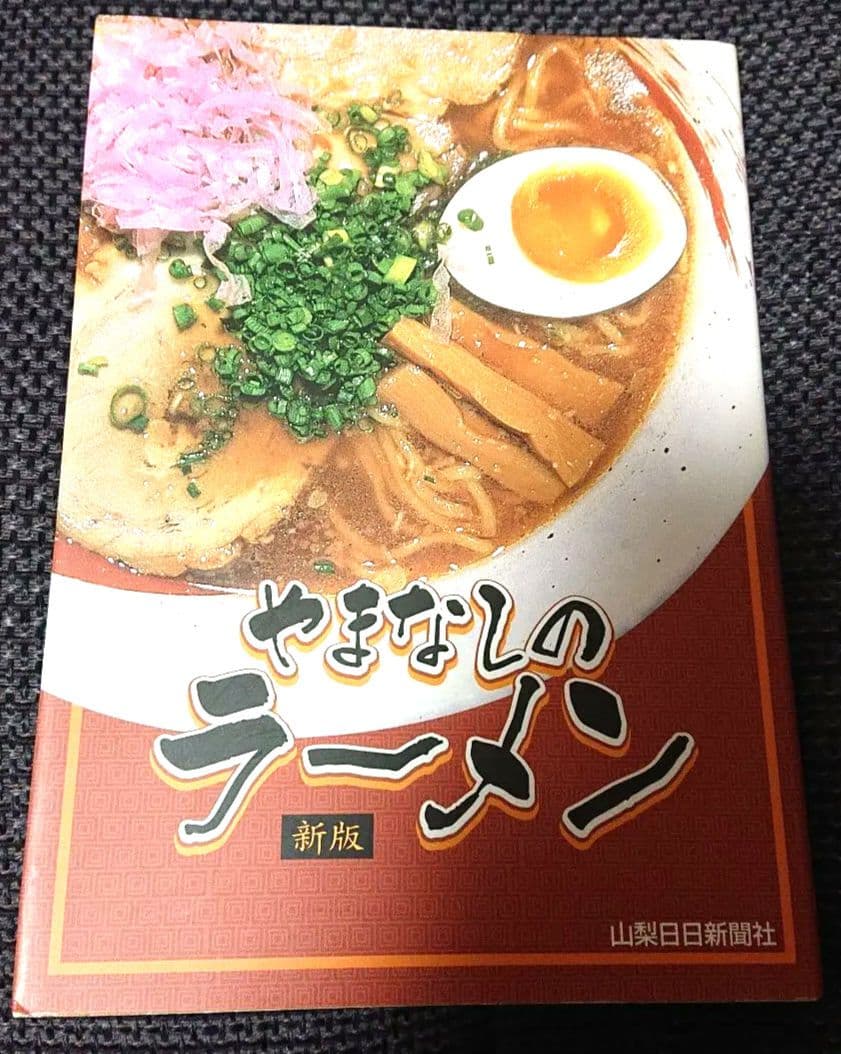 やまなしの
ラーメン
新版
山梨日日新聞社